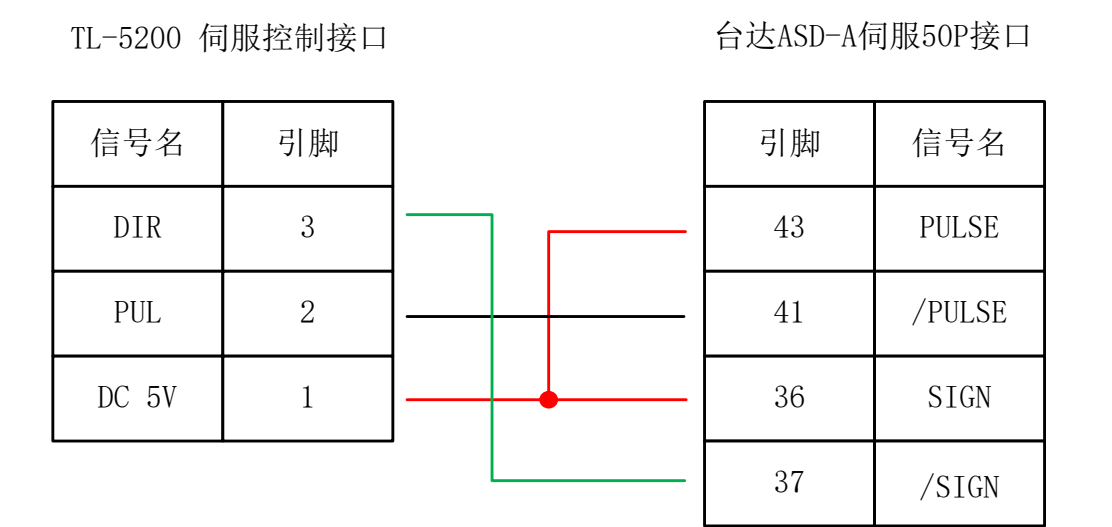 TL-5200 伺服控制接口
台达ASD-A伺服50P接口
信号名 引脚
DIR 3
PUL 2
DC 5V 1
引脚 信号名
43 PULSE
41 /PULSE
36 SIGN
37 /SIGN